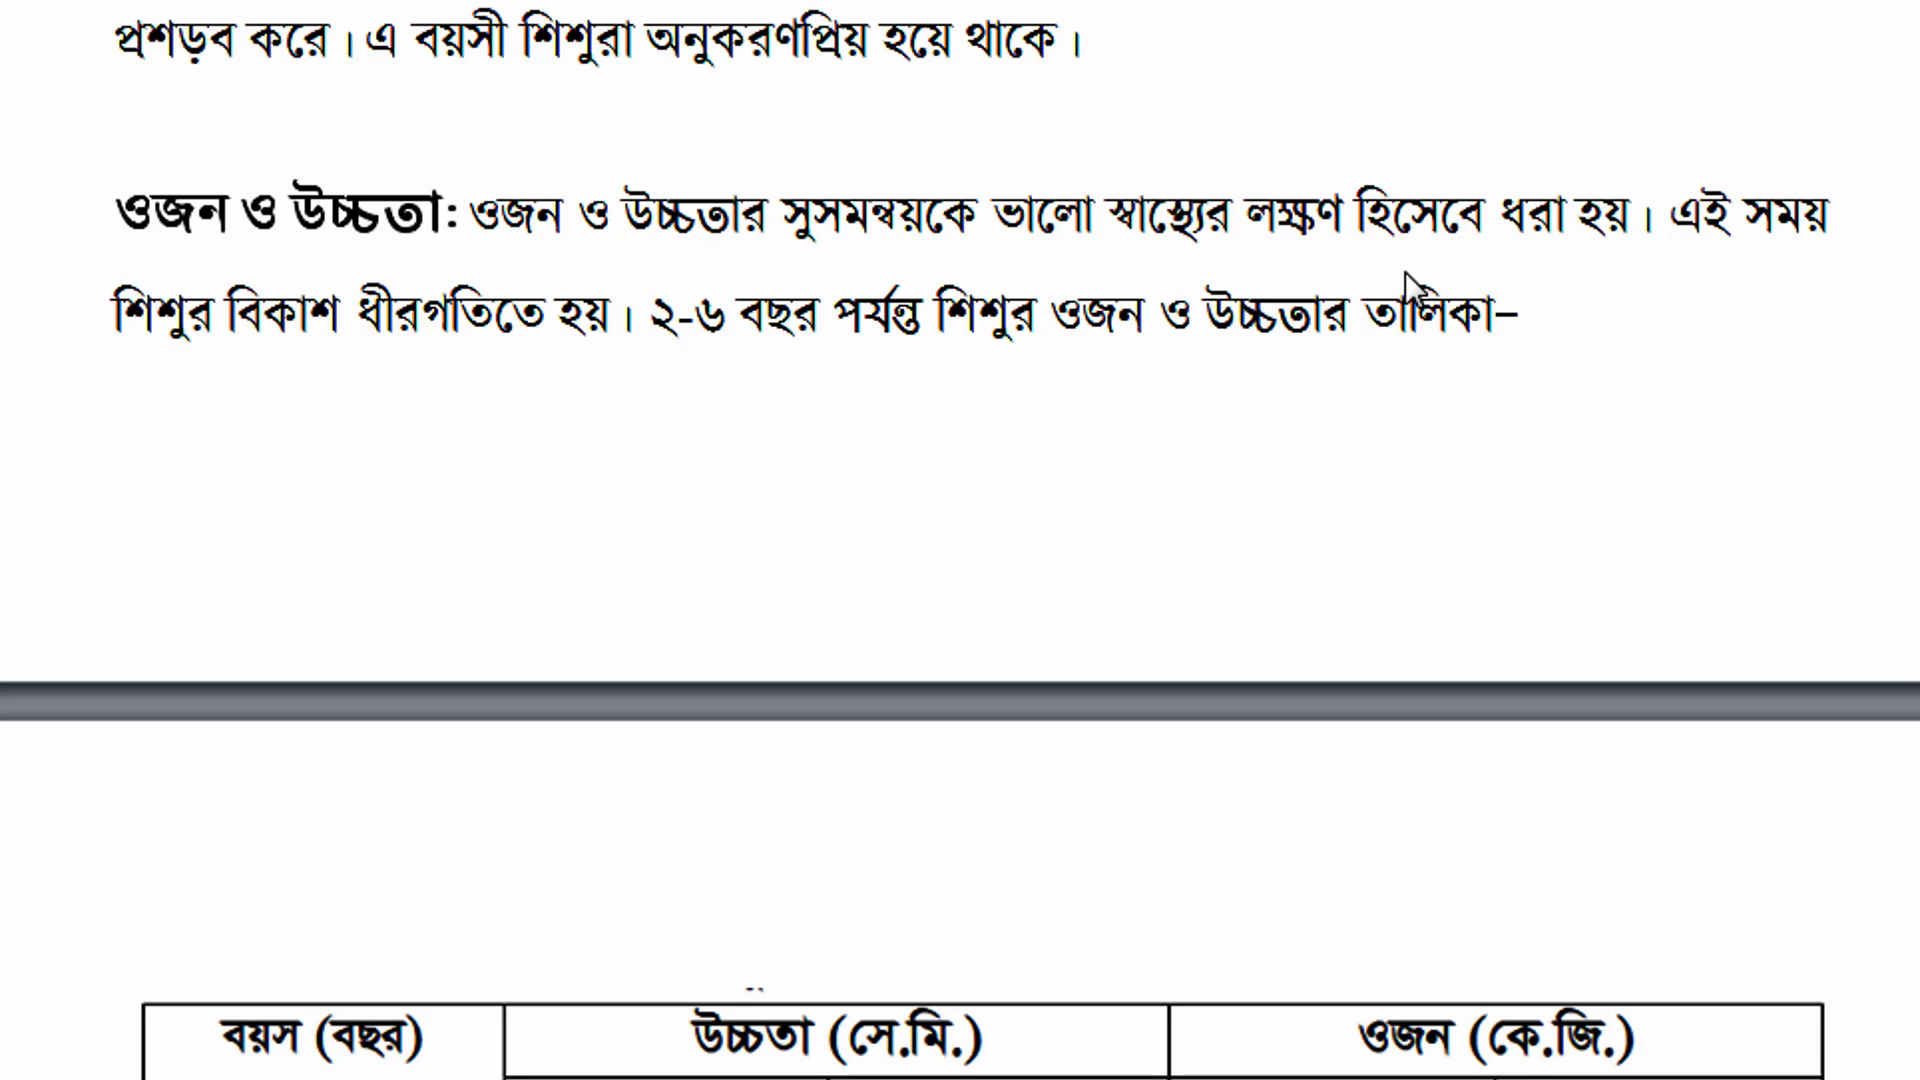 প্রশড়ব করে। এ বয়সী শিশুরা অনুকরণপ্রিয় হয়ে থাকে।
ওজন ও উচ্চতা: ওজন ও উচ্চতার সুসমন্বয়কে ভালো স্বাস্থ্যের লক্ষণ হিসেবে ধরা হয়। এই সময়
শিশুর বিকাশ ধীরগতিতে হয়। ২-৬ বছর পর্যন্ত শিশুর ওজন ও উচ্চতার তালিকা–
বয়স (বছর) উচ্চতা (সে.মি.) ওজন (কে.জি.)